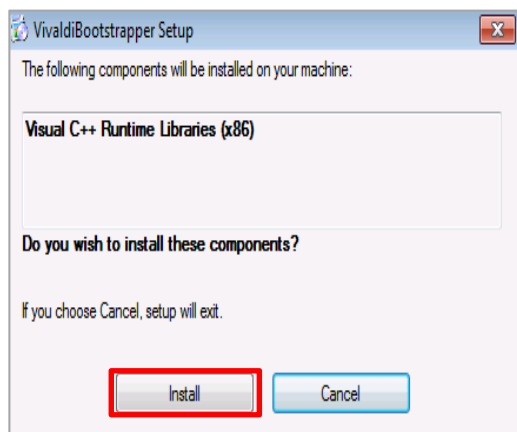 VivaldiBootstrapper Setup
The following components will be installed on your machine:
Visual C++ Runtime Libraries (x86)
Do you wish to install these components?
If you choose Cancel, setup will exit.
Install
Cancel